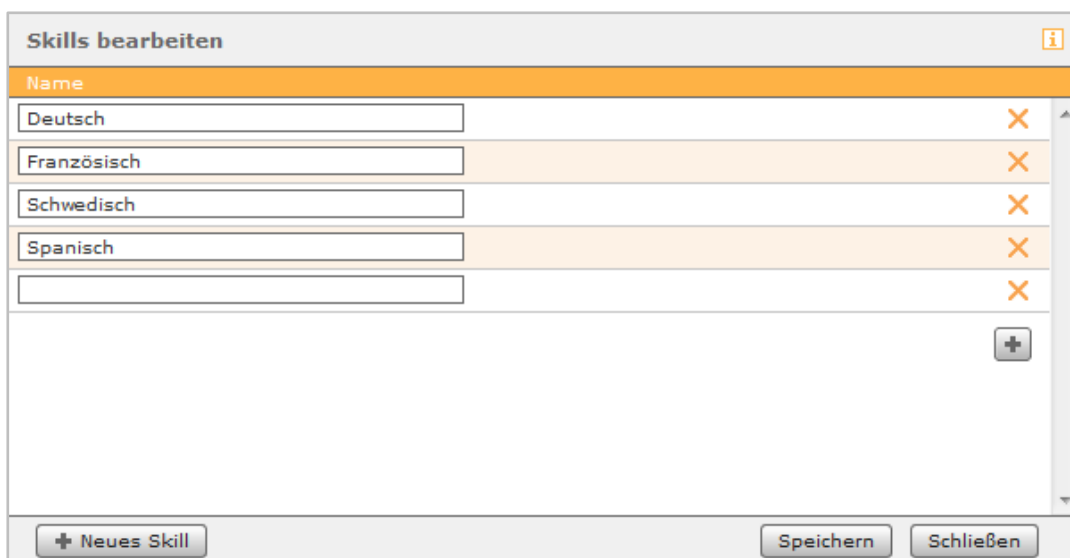 Skills bearbeiten
Name
Deutsch
Französisch
Schwedisch
Spanisch
Neues Skill Speichern Schließen